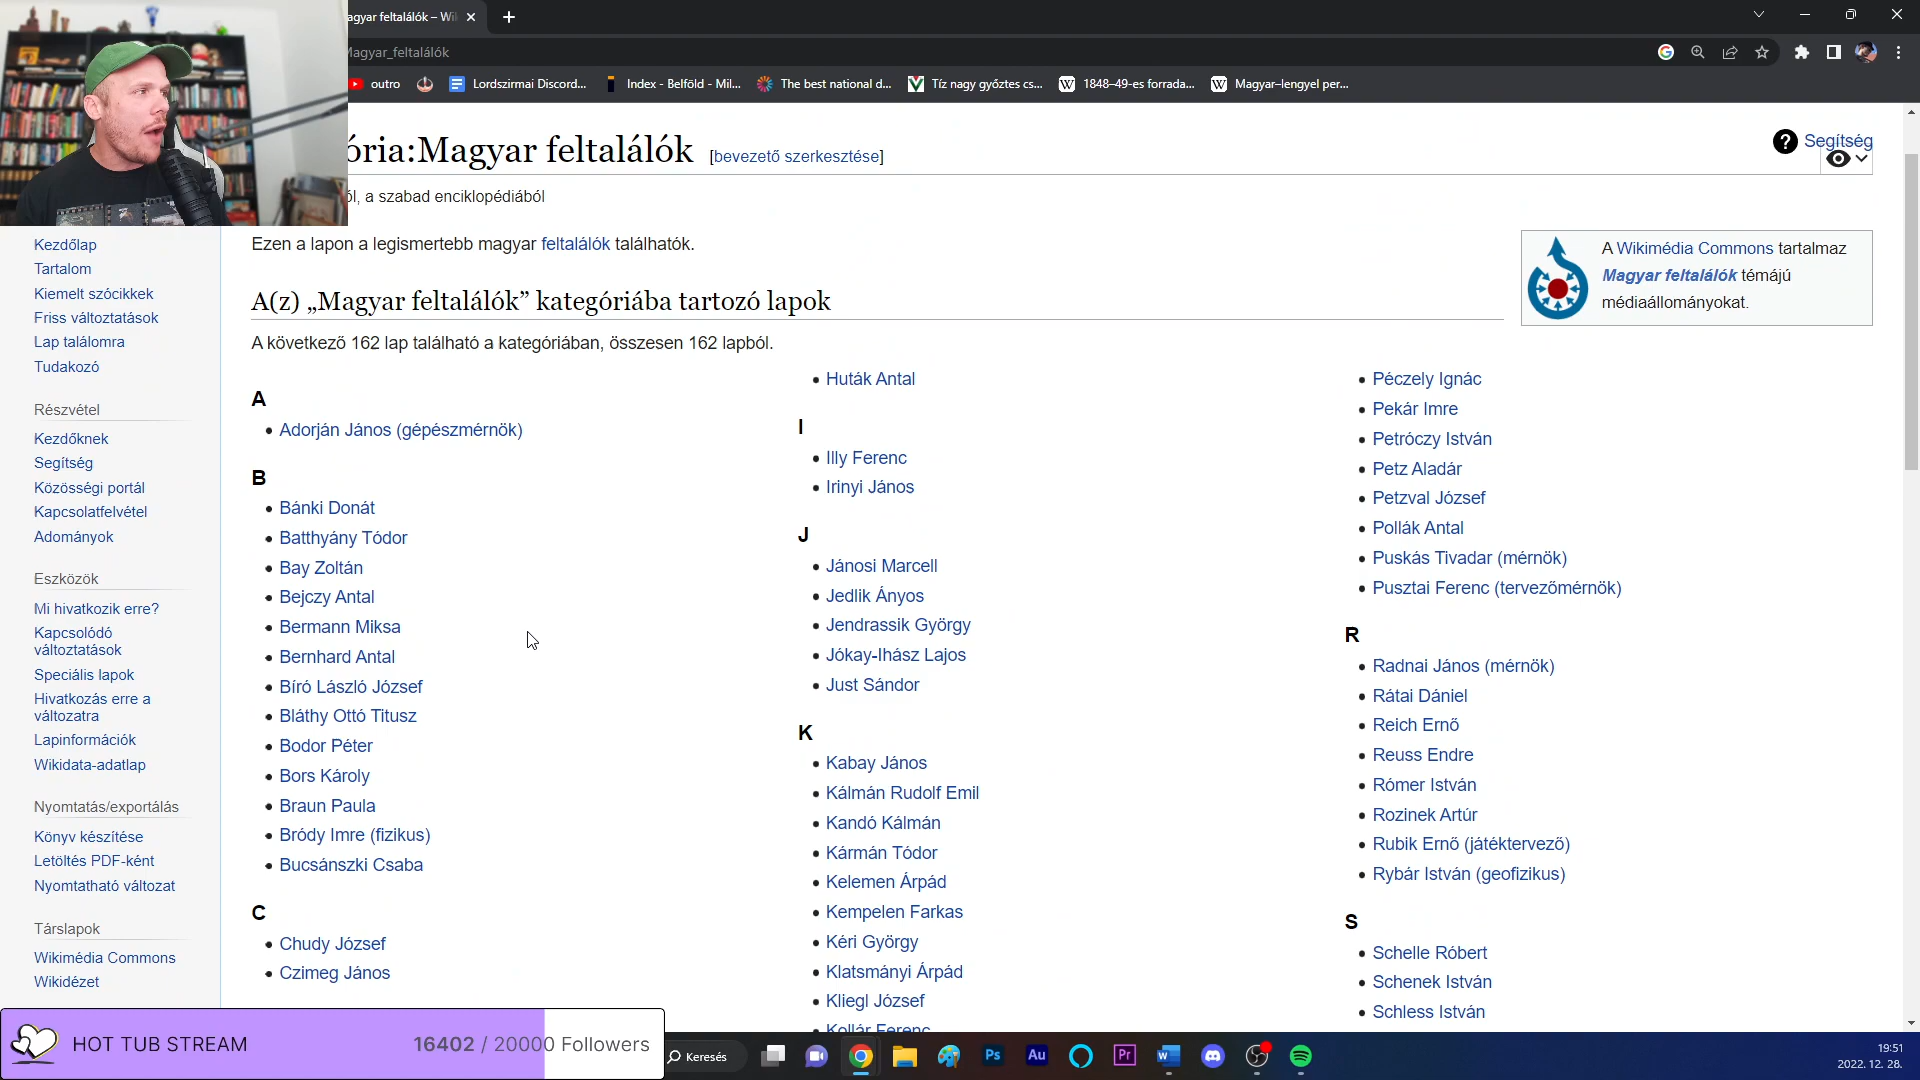 agyar feltalálók – Wi
Magyar_feltalálók
outro
Lordszirmai Discord...
Index - Belföld - Mil...
The best national d...
Tíz nagy győztes cs...
1848–49-es forrada...
Magyar–lengyel per...
ória:Magyar feltalálók [bevezető szerkesztése]
Segítség
ól, a szabad enciklopédiából
Kezdőlap
Tartalom
Kiemelt szócikkek
Friss változtatások
Lap találomra
Tudakozó
Részvétel
Kezdőknek
Segítség
Közösségi portál
Kapcsolatfelvétel
Adományok
Eszközök
Mi hivatkozik erre?
Kapcsolódó
változtatások
Speciális lapok
Hivatkozás erre a
változatra
Lapinformációk
Wikidata-adatlap
Nyomtatás/exportálás
Könyv készítése
Letöltés PDF-ként
Nyomtatható változat
Társlapok
Wikimédia Commons
Wikidézet
Ezen a lapon a legismertebb magyar feltalálók találhatók.
A Wikimédia Commons tartalmaz
Magyar feltalálók témájú
médiaállományokat.
A(z) „Magyar feltalálók” kategóriába tartozó lapok
A következő 162 lap található a kategóriában, összesen 162 lapból.
A
Adorján János (gépészmérnök)
B
Bánki Donát
Batthyány Tódor
Bay Zoltán
Bejczy Antal
Bermann Miksa
Bernhard Antal
Bíró László József
Bláthy Ottó Titusz
Bodor Péter
Bors Károly
Braun Paula
Bródy Imre (fizikus)
Bucsánszki Csaba
C
Chudy József
Czimeg János
Huták Antal
I
Illy Ferenc
Irinyi János
J
Jánosi Marcell
Jedlik Ányos
Jendrassik György
Jókay-Ihász Lajos
Just Sándor
K
Kabay János
Kálmán Rudolf Emil
Kandó Kálmán
Kármán Tódor
Kelemen Árpád
Kempelen Farkas
Kéri György
Klatsmányi Árpád
Kliegl József
Kollár Ferenc
Péczely Ignác
Pekár Imre
Petróczy István
Petz Aladár
Petzval József
Pollák Antal
Puskás Tivadar (mérnök)
Pusztai Ferenc (tervezőmérnök)
R
Radnai János (mérnök)
Rátai Dániel
Reich Ernő
Reuss Endre
Rómer István
Rozinek Artúr
Rubik Ernő (játéktervező)
Rybár István (geofizikus)
S
Schelle Róbert
Schenek István
Schless István
HOT TUB STREAM 16402 / 20000 Followers
Keresés
Ps
Au
Pr
19:51
2022. 12. 28.